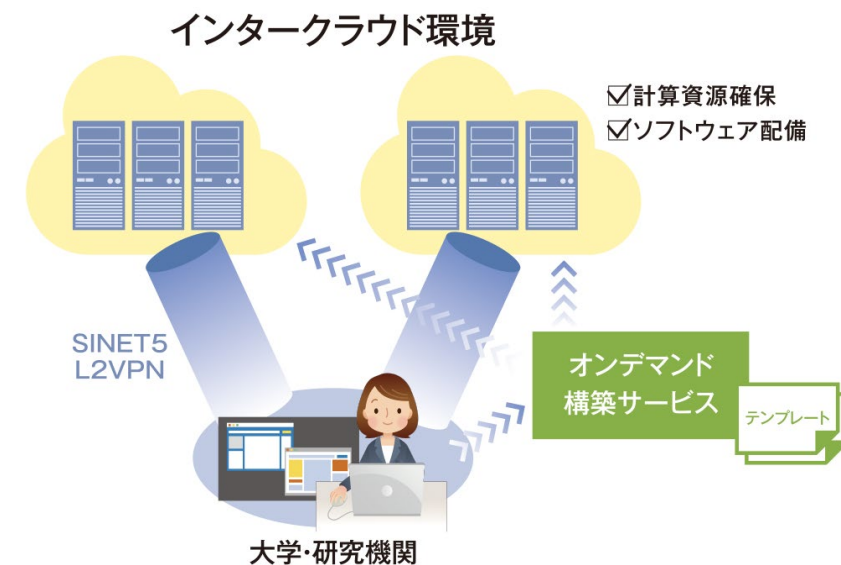 インタークラウド環境
☑計算資源確保
☑ソフトウェア配備
SINET5
L2VPN
オンデマンド
構築サービス
テンプレート
大学・研究機関